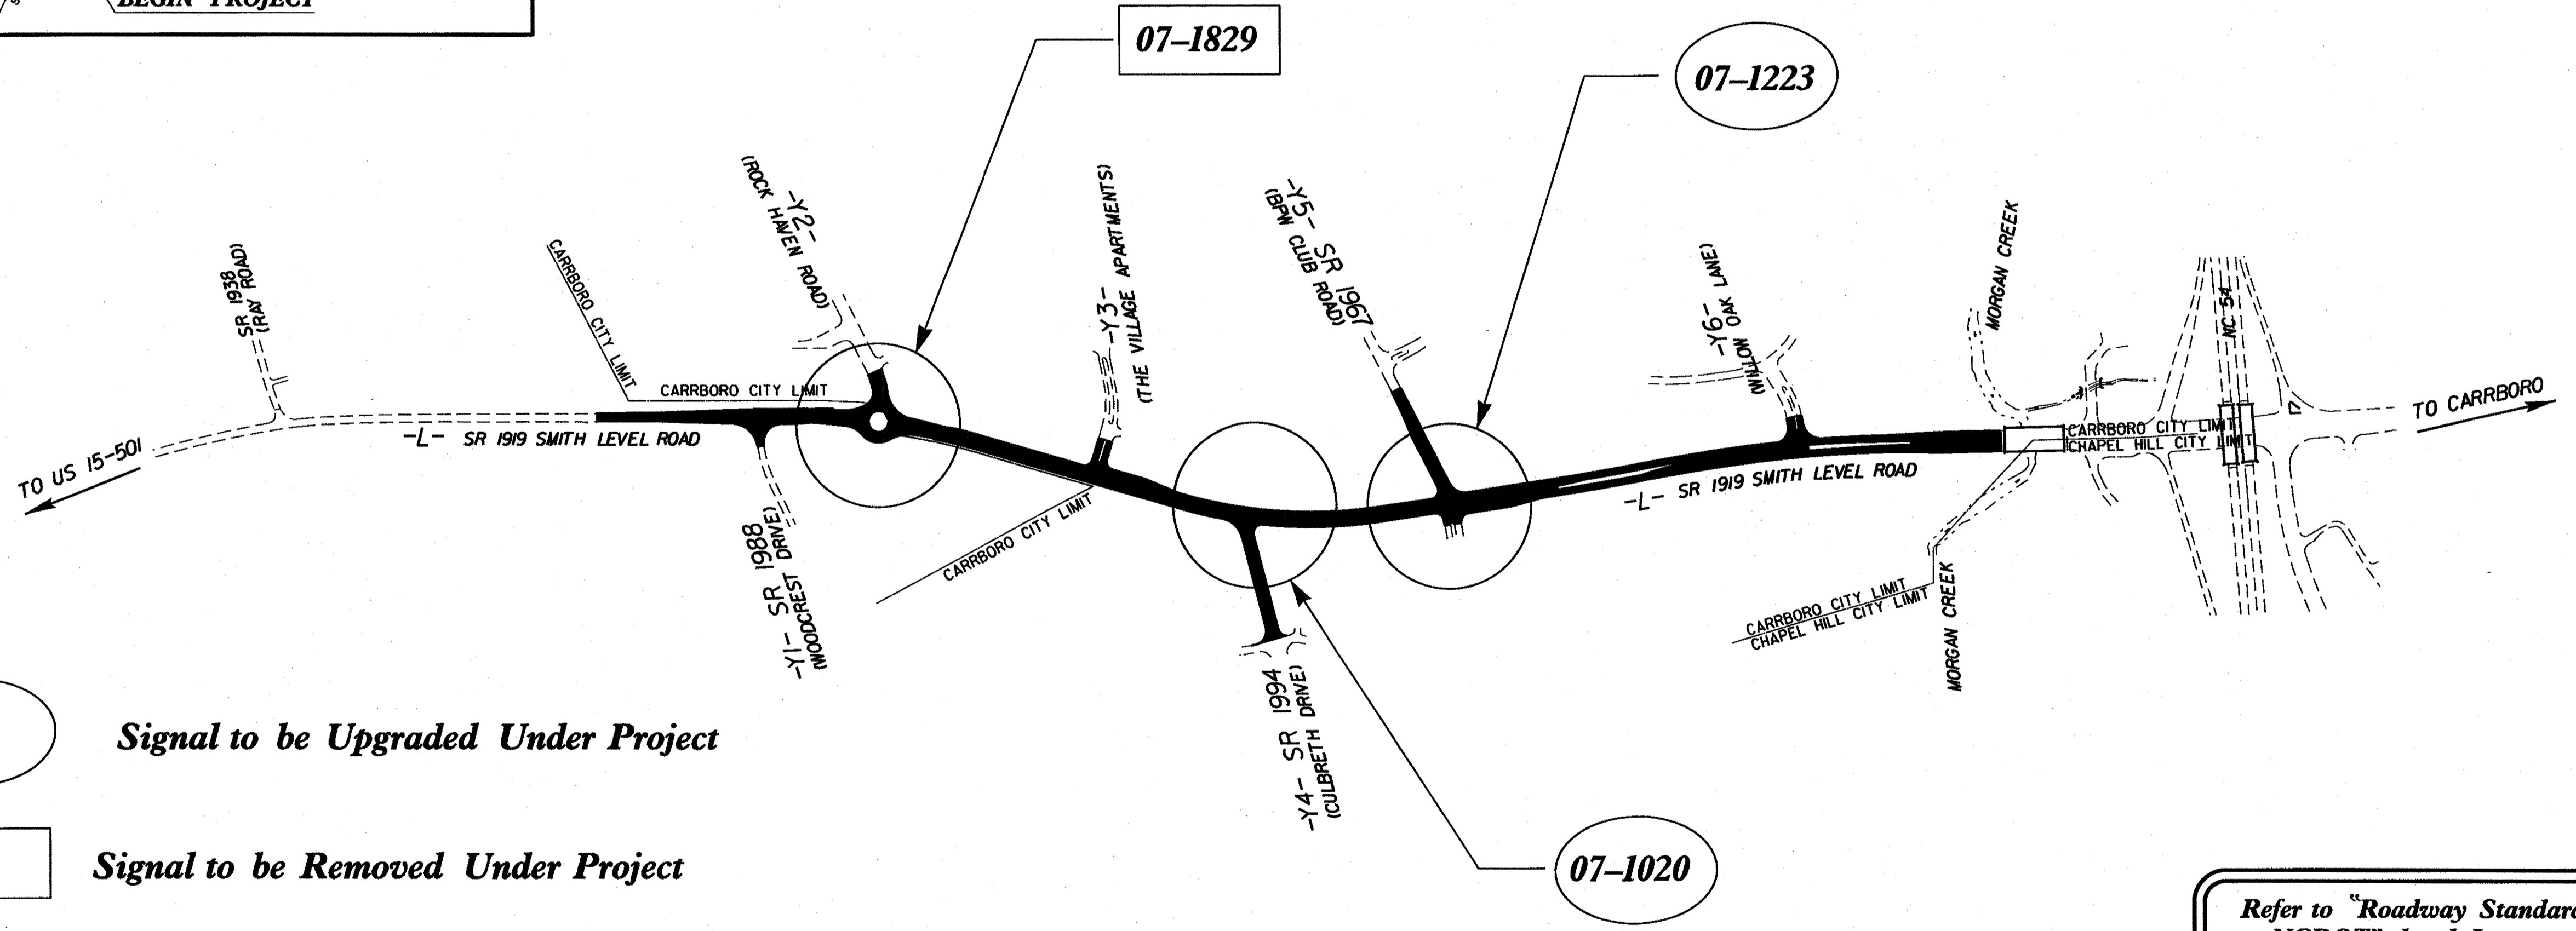 BEGIN PROJECT
07–1829
07–1223
SR 1938
(RAY ROAD)
CARRBORO CITY LIMIT
-Y2-
(ROCK HAVEN ROAD)
CARRBORO CITY LIMIT
-Y3-
(THE VILLAGE APARTMENTS)
-Y5- SR 1967
(BPW CLUB ROAD)
-Y6-
(WILLOW OAK LANE)
MORGAN CREEK
NC 54
TO CARRBORO
TO US 15-501
-L- SR 1919 SMITH LEVEL ROAD
CARRBORO CITY LIMIT
CHAPEL HILL CITY LIMIT
-L- SR 1919 SMITH LEVEL ROAD
-Y1- SR 1988
(WOODCREST DRIVE)
CARRBORO CITY LIMIT
CARRBORO CITY LIMIT
CHAPEL HILL CITY LIMIT
MORGAN CREEK
-Y4- SR 1994
(CULBRETH DRIVE)
Signal to be Upgraded Under Project
Signal to be Removed Under Project
07–1020
Refer to "Roadway Standard